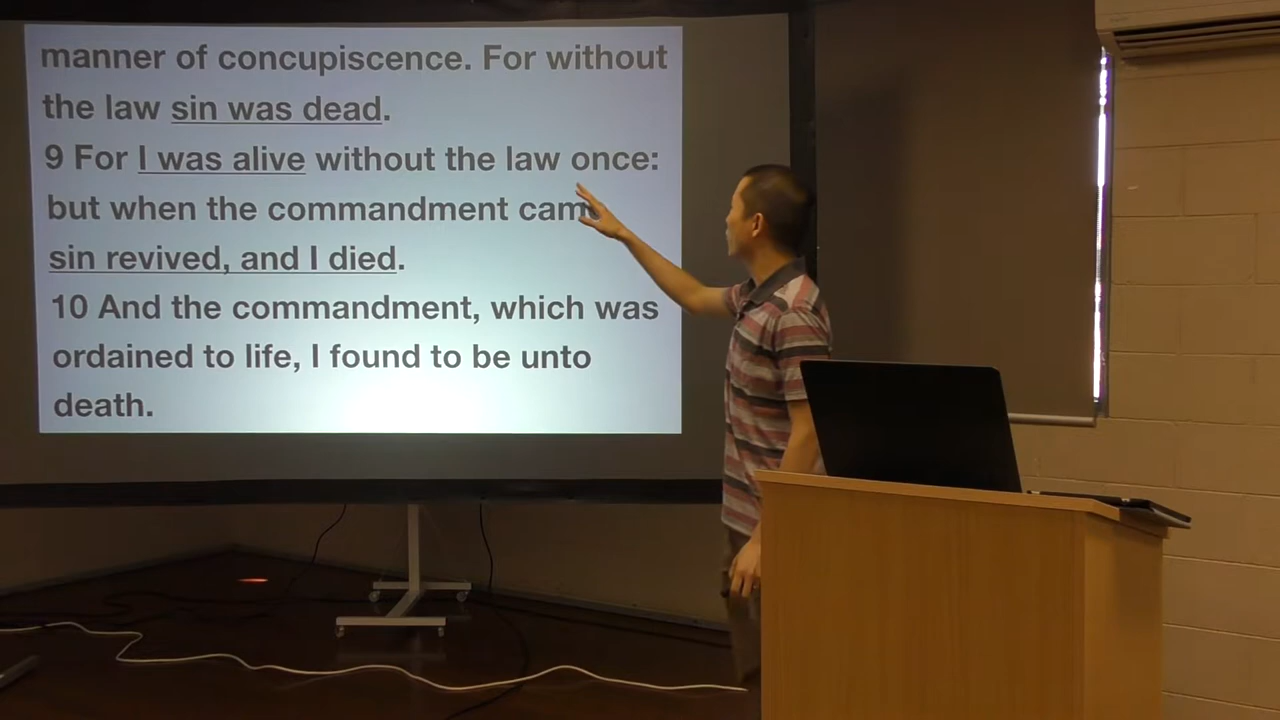 manner of concupiscence. For without
the law sin was dead.
9 For I was alive without the law once:
but when the commandment
sin revived, and I died.
10 And the commandment, which was
ordained to life, I found to be unto
death.